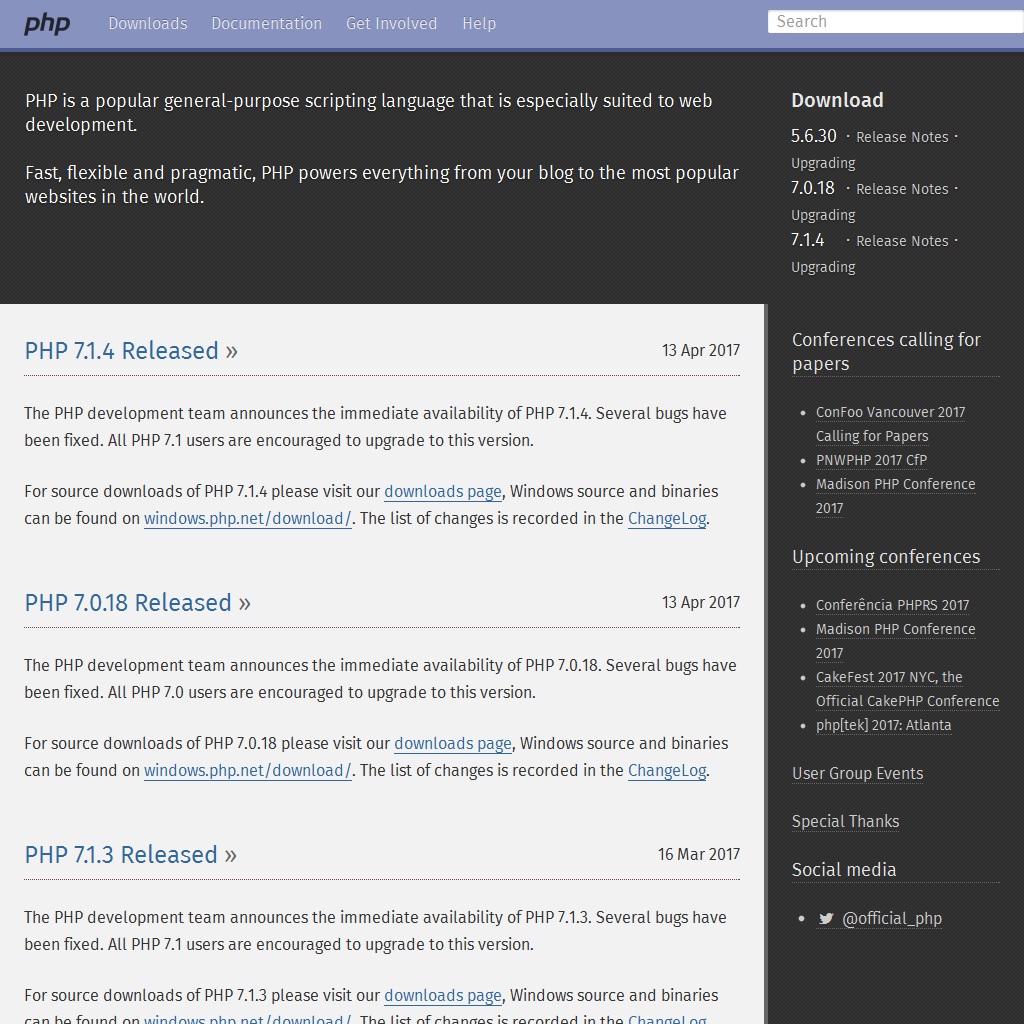 php
Downloads
Documentation
Get Involved
Help
Search
PHP is a popular general-purpose scripting language that is especially suited to web
development.
Fast, flexible and pragmatic, PHP powers everything from your blog to the most popular
websites in the world.
Download
5.6.30 · Release Notes ·
Upgrading
7.0.18 · Release Notes ·
Upgrading
7.1.4 · Release Notes ·
Upgrading
PHP 7.1.4 Released »
13 Apr 2017
The PHP development team announces the immediate availability of PHP 7.1.4. Several bugs have
been fixed. All PHP 7.1 users are encouraged to upgrade to this version.
For source downloads of PHP 7.1.4 please visit our downloads page, Windows source and binaries
can be found on windows.php.net/download/. The list of changes is recorded in the ChangeLog.
PHP 7.0.18 Released »
13 Apr 2017
The PHP development team announces the immediate availability of PHP 7.0.18. Several bugs have
been fixed. All PHP 7.0 users are encouraged to upgrade to this version.
For source downloads of PHP 7.0.18 please visit our downloads page, Windows source and binaries
can be found on windows.php.net/download/. The list of changes is recorded in the ChangeLog.
PHP 7.1.3 Released »
16 Mar 2017
The PHP development team announces the immediate availability of PHP 7.1.3. Several bugs have
been fixed. All PHP 7.1 users are encouraged to upgrade to this version.
For source downloads of PHP 7.1.3 please visit our downloads page, Windows source and binaries
can be found on windows.php.net/download/. The list of changes is recorded in the ChangeLog.
Conferences calling for
papers
• ConFoo Vancouver 2017
Calling for Papers
• PNWPHP 2017 CfP
• Madison PHP Conference
2017
Upcoming conferences
• Conferência PHPRS 2017
• Madison PHP Conference
2017
• CakeFest 2017 NYC, the
Official CakePHP Conference
• php[tek] 2017: Atlanta
User Group Events
Special Thanks
Social media
• @official_php